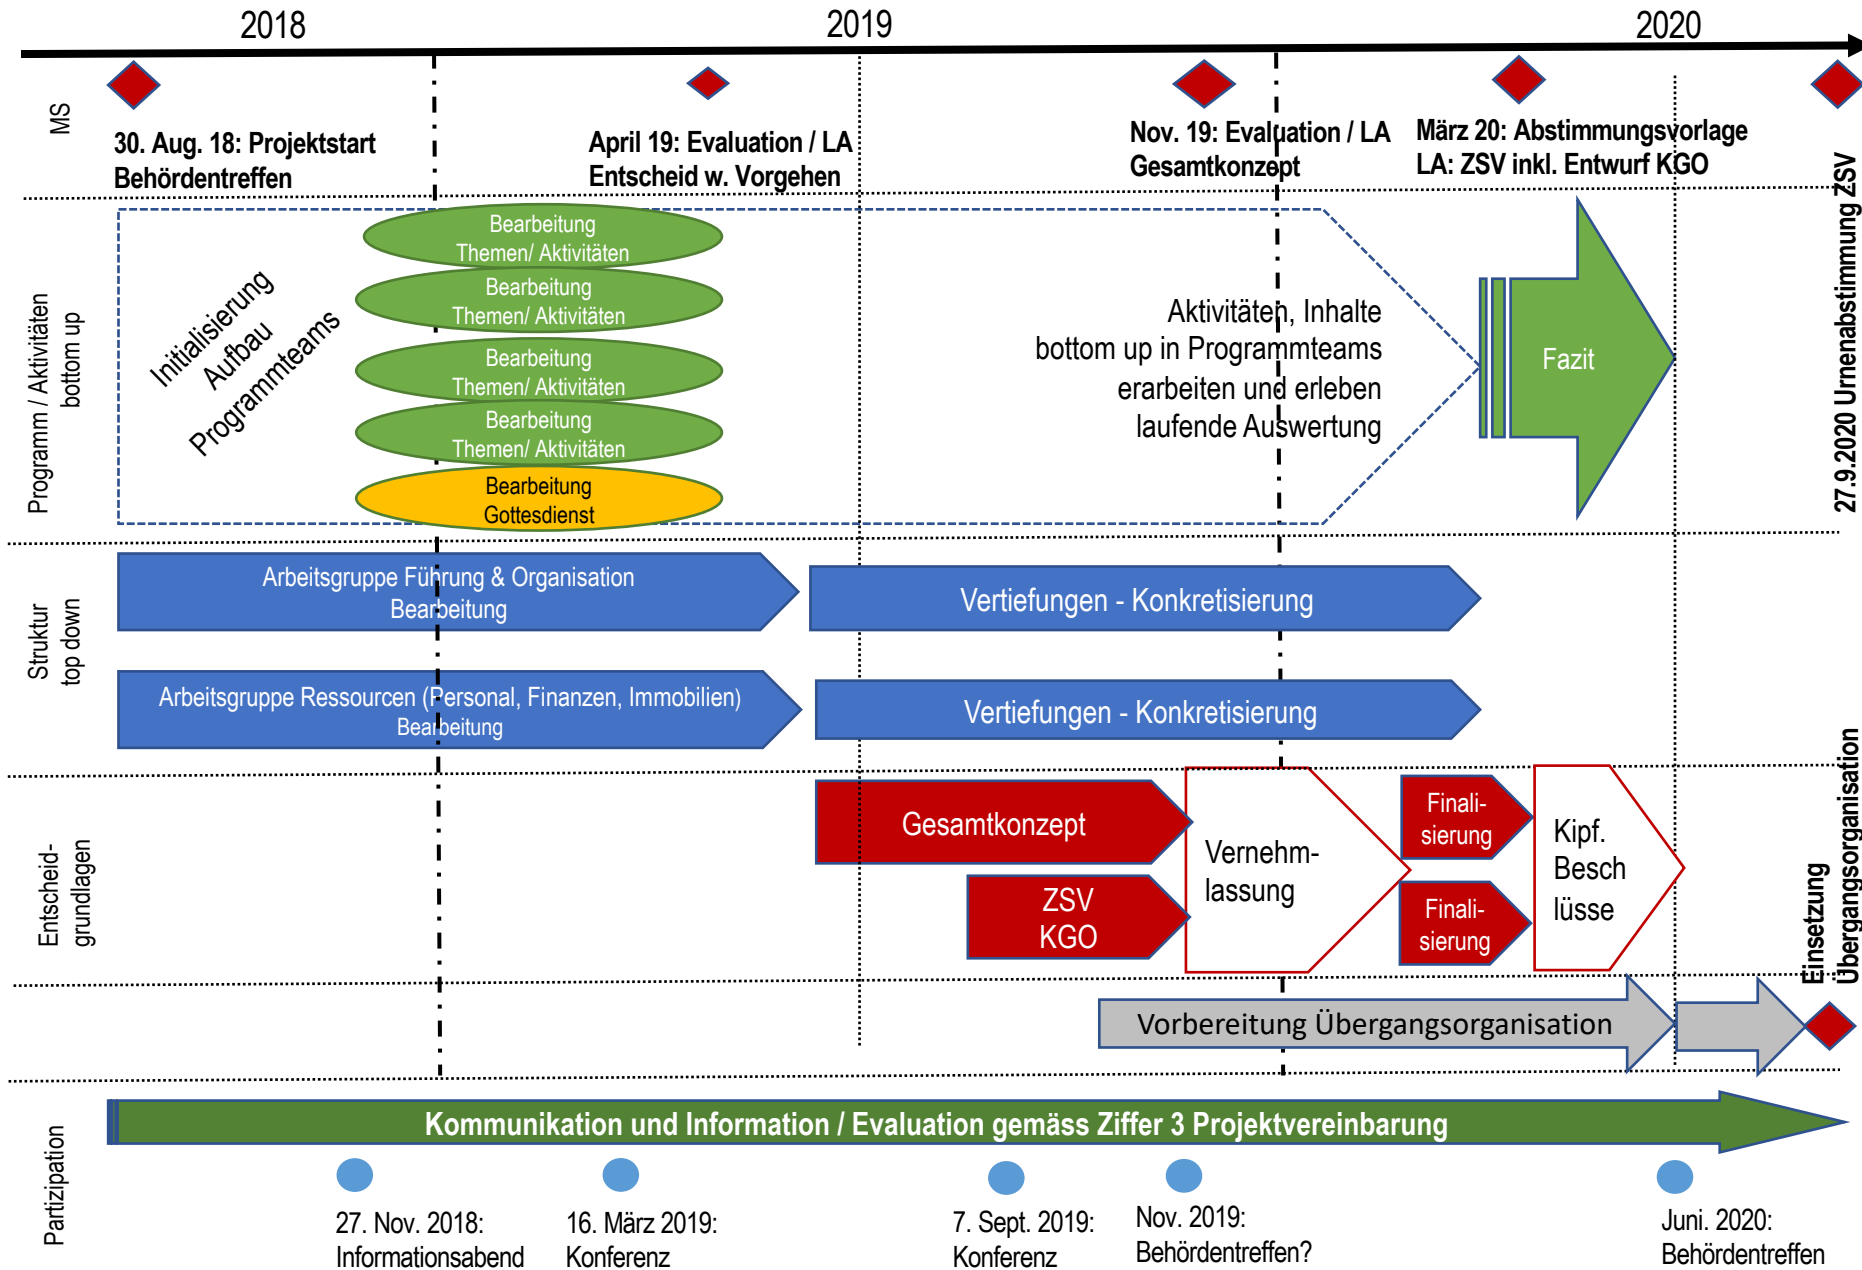 2018
2019
2020
MS
30. Aug. 18: Projektstart
Behördentreffen
April 19: Evaluation / LA
Entscheid w. Vorgehen
Nov. 19: Evaluation / LA
Gesamtkonzept
März 20: Abstimmungsvorlage
LA: ZSV inkl. Entwurf KGO
27.9.2020 Urnenabstimmung ZSV
Programm / Aktivitäten
bottom up
Initialisierung
Aufbau
Programmteams
Bearbeitung
Themen/ Aktivitäten
Bearbeitung
Themen/ Aktivitäten
Bearbeitung
Themen/ Aktivitäten
Bearbeitung
Themen/ Aktivitäten
Bearbeitung
Gottesdienst
Aktivitäten, Inhalte
bottom up in Programmteams
erarbeiten und erleben
laufende Auswertung
Fazit
Struktur
top down
Arbeitsgruppe Führung & Organisation
Bearbeitung
Vertiefungen - Konkretisierung
Arbeitsgruppe Ressourcen (Personal, Finanzen, Immobilien)
Bearbeitung
Vertiefungen - Konkretisierung
Entscheid-
grundlagen
Gesamtkonzept
ZSV
KGO
Vernehm-
lassung
Finali-
sierung
Finali-
sierung
Kipf.
Besch
lüsse
Einsetzung
Übergangsorganisation
Vorbereitung Übergangsorganisation
Partizipation
Kommunikation und Information / Evaluation gemäss Ziffer 3 Projektvereinbarung
27. Nov. 2018:
Informationsabend
16. März 2019:
Konferenz
7. Sept. 2019:
Konferenz
Nov. 2019:
Behördentreffen?
Juni. 2020:
Behördentreffen